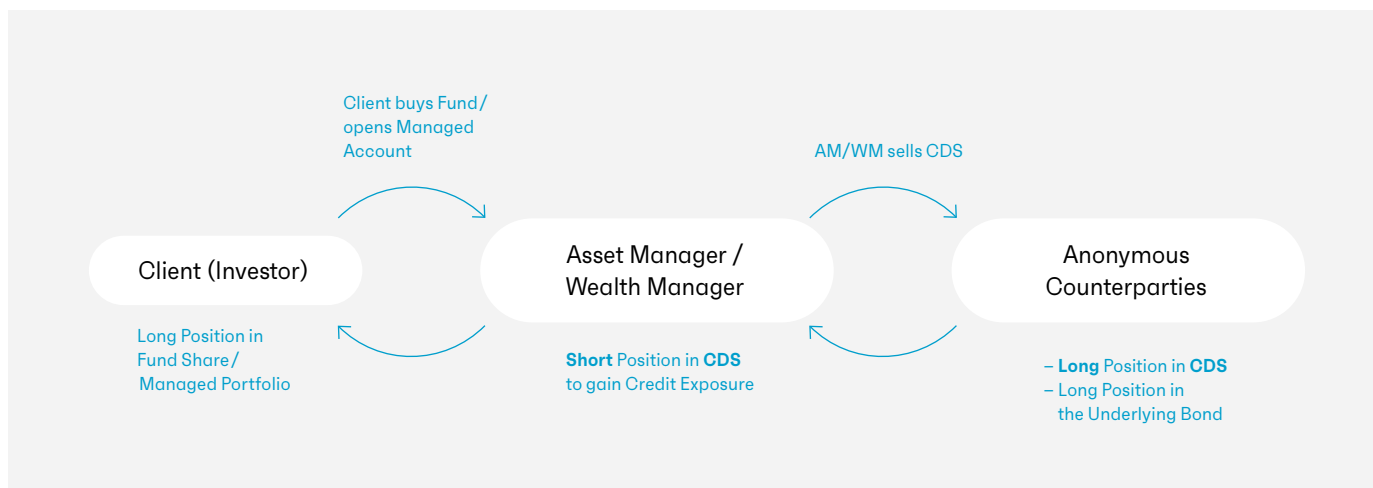 Client buys Fund/
opens Managed
Account
AM/WM sells CDS
Client (Investor)
Asset Manager /
Wealth Manager
Anonymous
Counterparties
Long Position in
Fund Share/
Managed Portfolio
Short Position in CDS
to gain Credit Exposure
– Long Position in CDS
– Long Position in
the Underlying Bond